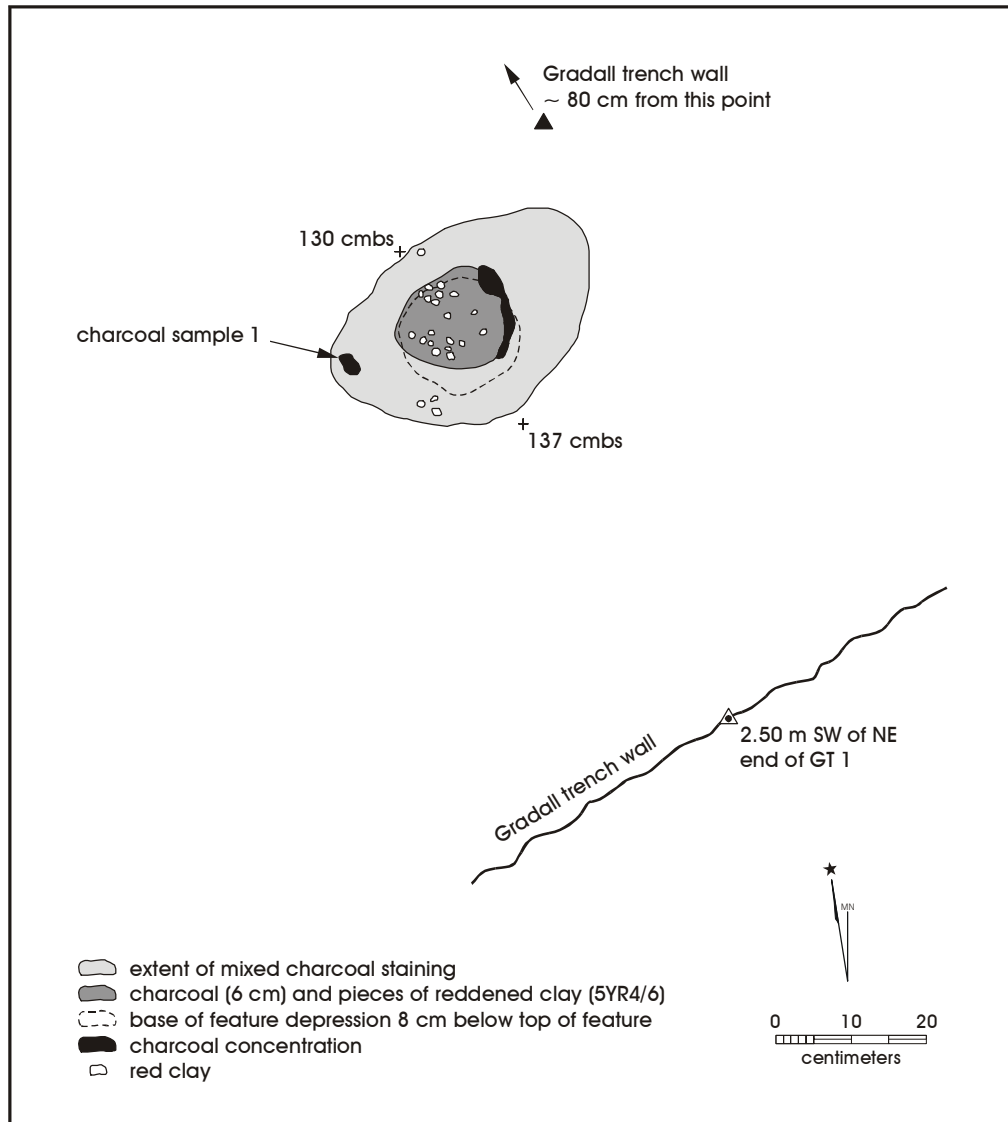 Gradall trench wall
~ 80 cm from this point
130 cmbs
charcoal sample 1
137 cmbs
2.50 m SW of NE
end of GT 1
Gradall trench wall
MN
extent of mixed charcoal staining
charcoal (6 cm) and pieces of reddened clay (5YR4/6)
base of feature depression 8 cm below top of feature
charcoal concentration
red clay
0 10 20
centimeters